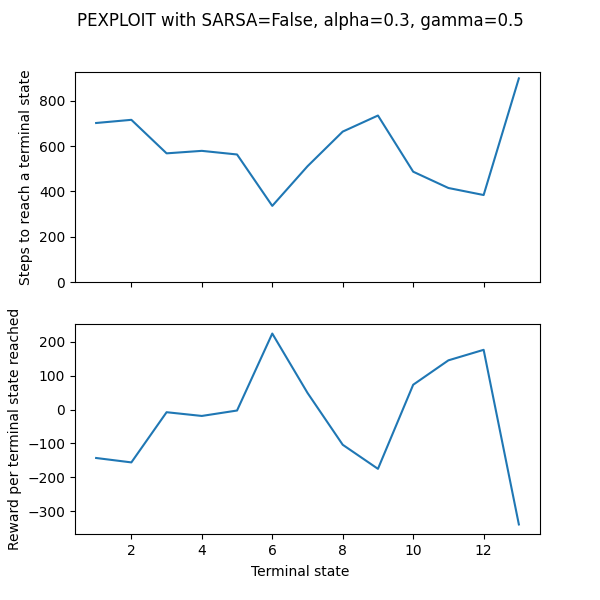 PEXPLOIT with SARSA=False, alpha=0.3, gamma=0.5
Steps to reach a terminal state
800
600
400
200
0
Reward per terminal state reached
200
100
0
−100
−200
−300
2 4 6 8 10 12
Terminal state